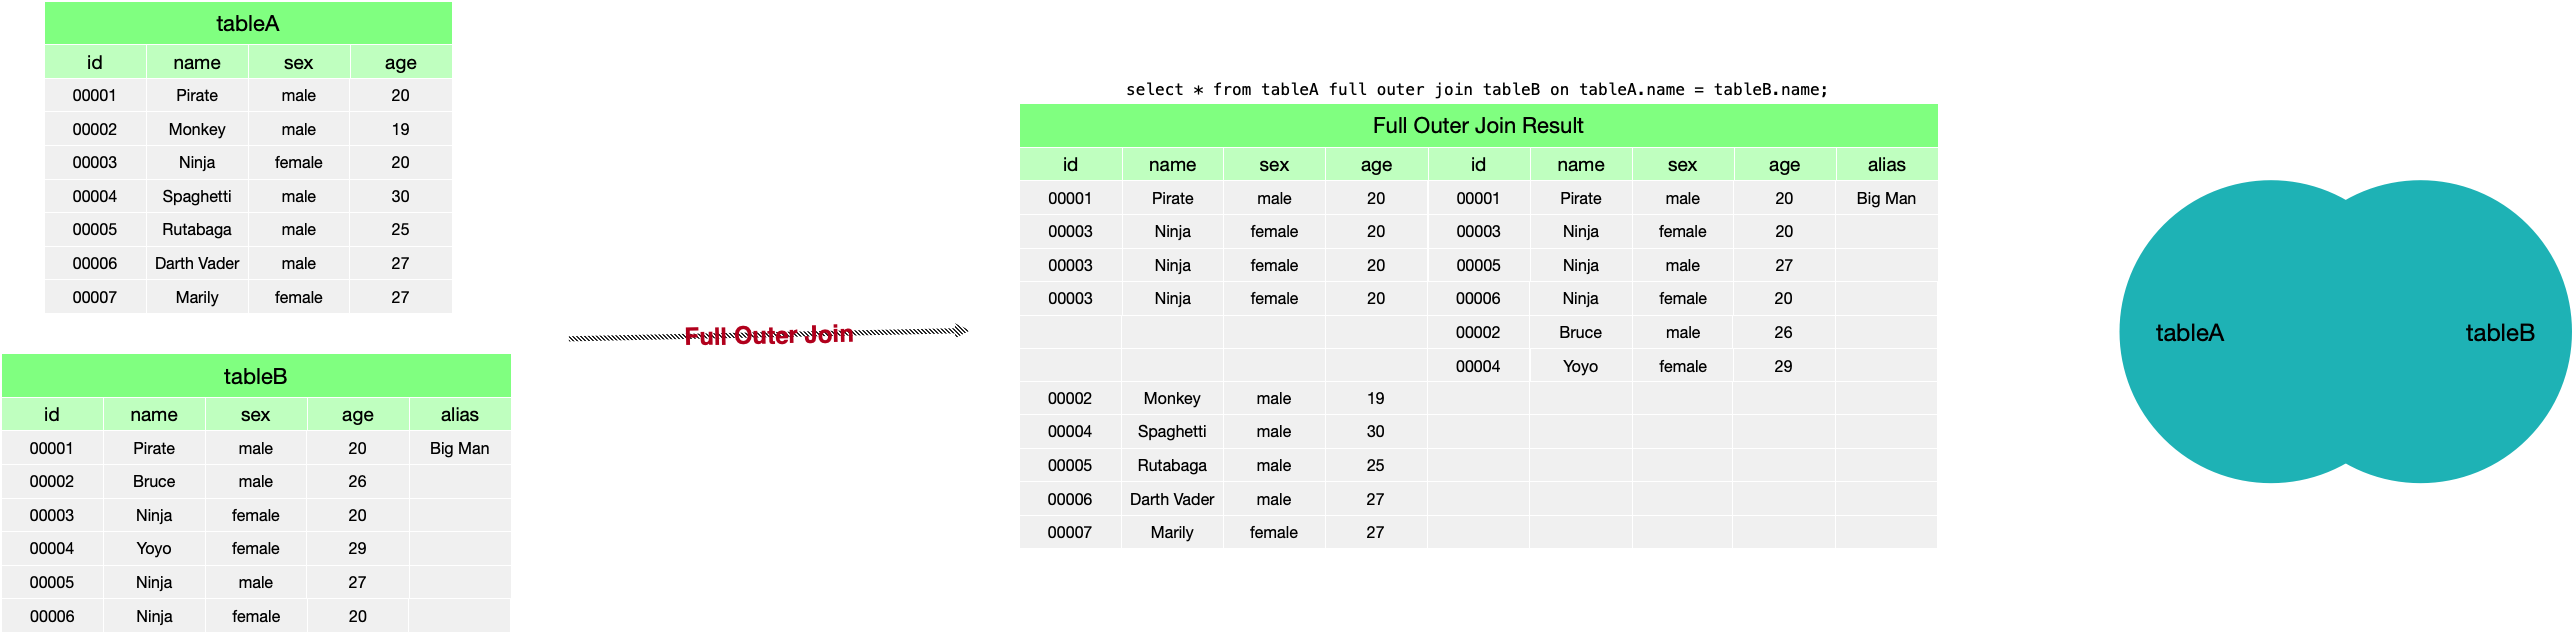 tableA
id name sex age
00001 Pirate male 20
00002 Monkey male 19
00003 Ninja female 20
00004 Spaghetti male 30
00005 Rutabaga male 25
00006 Darth Vader male 27
00007 Marily female 27
tableB
id name sex age alias
00001 Pirate male 20 Big Man
00002 Bruce male 26
00003 Ninja female 20
00004 Yoyo female 29
00005 Ninja male 27
00006 Ninja female 20
Full Outer Join
select * from tableA full outer join tableB on tableA.name = tableB.name;
Full Outer Join Result
id name sex age id name sex age alias
00001 Pirate male 20 00001 Pirate male 20 Big Man
00003 Ninja female 20 00003 Ninja female 20
00003 Ninja female 20 00005 Ninja male 27
00003 Ninja female 20 00006 Ninja female 20
00002 Bruce male 26
00004 Yoyo female 29
00002 Monkey male 19
00004 Spaghetti male 30
00005 Rutabaga male 25
00006 Darth Vader male 27
00007 Marily female 27
tableA tableB